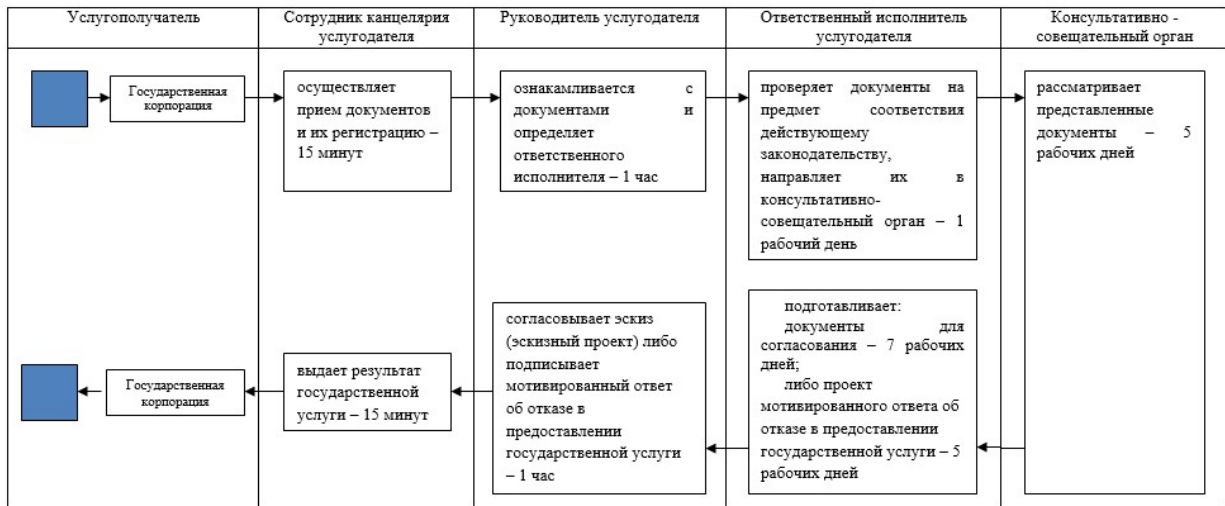 Услугополучатель
Сотрудник канцелярия
услугодателя
Руководитель услугодателя
Ответственный исполнитель
услугодателя
Консультативно -
совещательный орган
Государственная
корпорация
осуществляет
прием документов
и их регистрацию –
15 минут
ознакамливается с
документами и
определяет
ответственного
исполнителя – 1 час
проверяет документы на
предмет соответствия
действующему
законодательству,
направляет их в
консультативно-
совещательный орган – 1
рабочий день
рассматривает
представленные
документы – 5
рабочих дней
Государственная
корпорация
выдает результат
государственной
услуги – 15 минут
согласовывает эскиз
(эскизный проект) либо
подписывает
мотивированный ответ
об отказе в
предоставлении
государственной услуги
– 1 час
подготавливает:
документы для
согласования – 7 рабочих
дней;
либо проект
мотивированного ответа об
отказе в предоставлении
государственной услуги – 5
рабочих дней